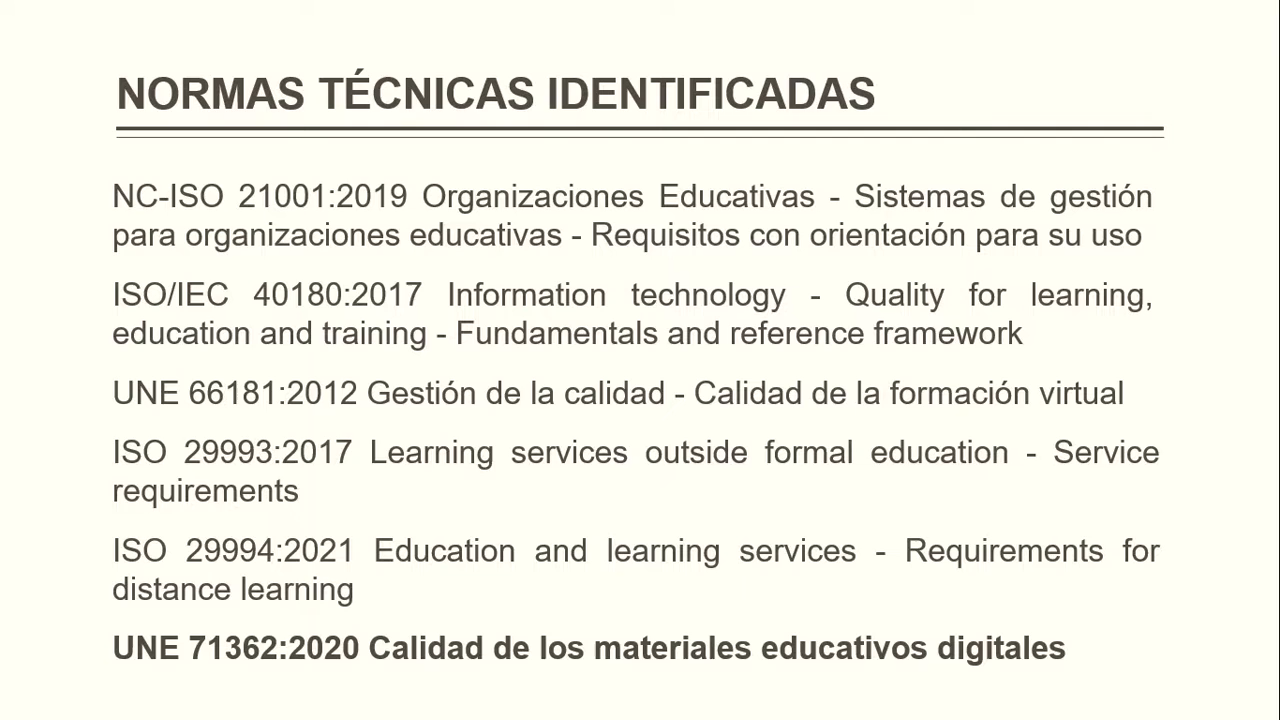 NORMAS TÉCNICAS IDENTIFICADAS
NC-ISO 21001:2019 Organizaciones Educativas - Sistemas de gestión
para organizaciones educativas - Requisitos con orientación para su uso
ISO/IEC 40180:2017 Information technology - Quality for learning,
education and training - Fundamentals and reference framework
UNE 66181:2012 Gestión de la calidad - Calidad de la formación virtual
ISO 29993:2017 Learning services outside formal education - Service
requirements
ISO 29994:2021 Education and learning services - Requirements for
distance learning
UNE 71362:2020 Calidad de los materiales educativos digitales